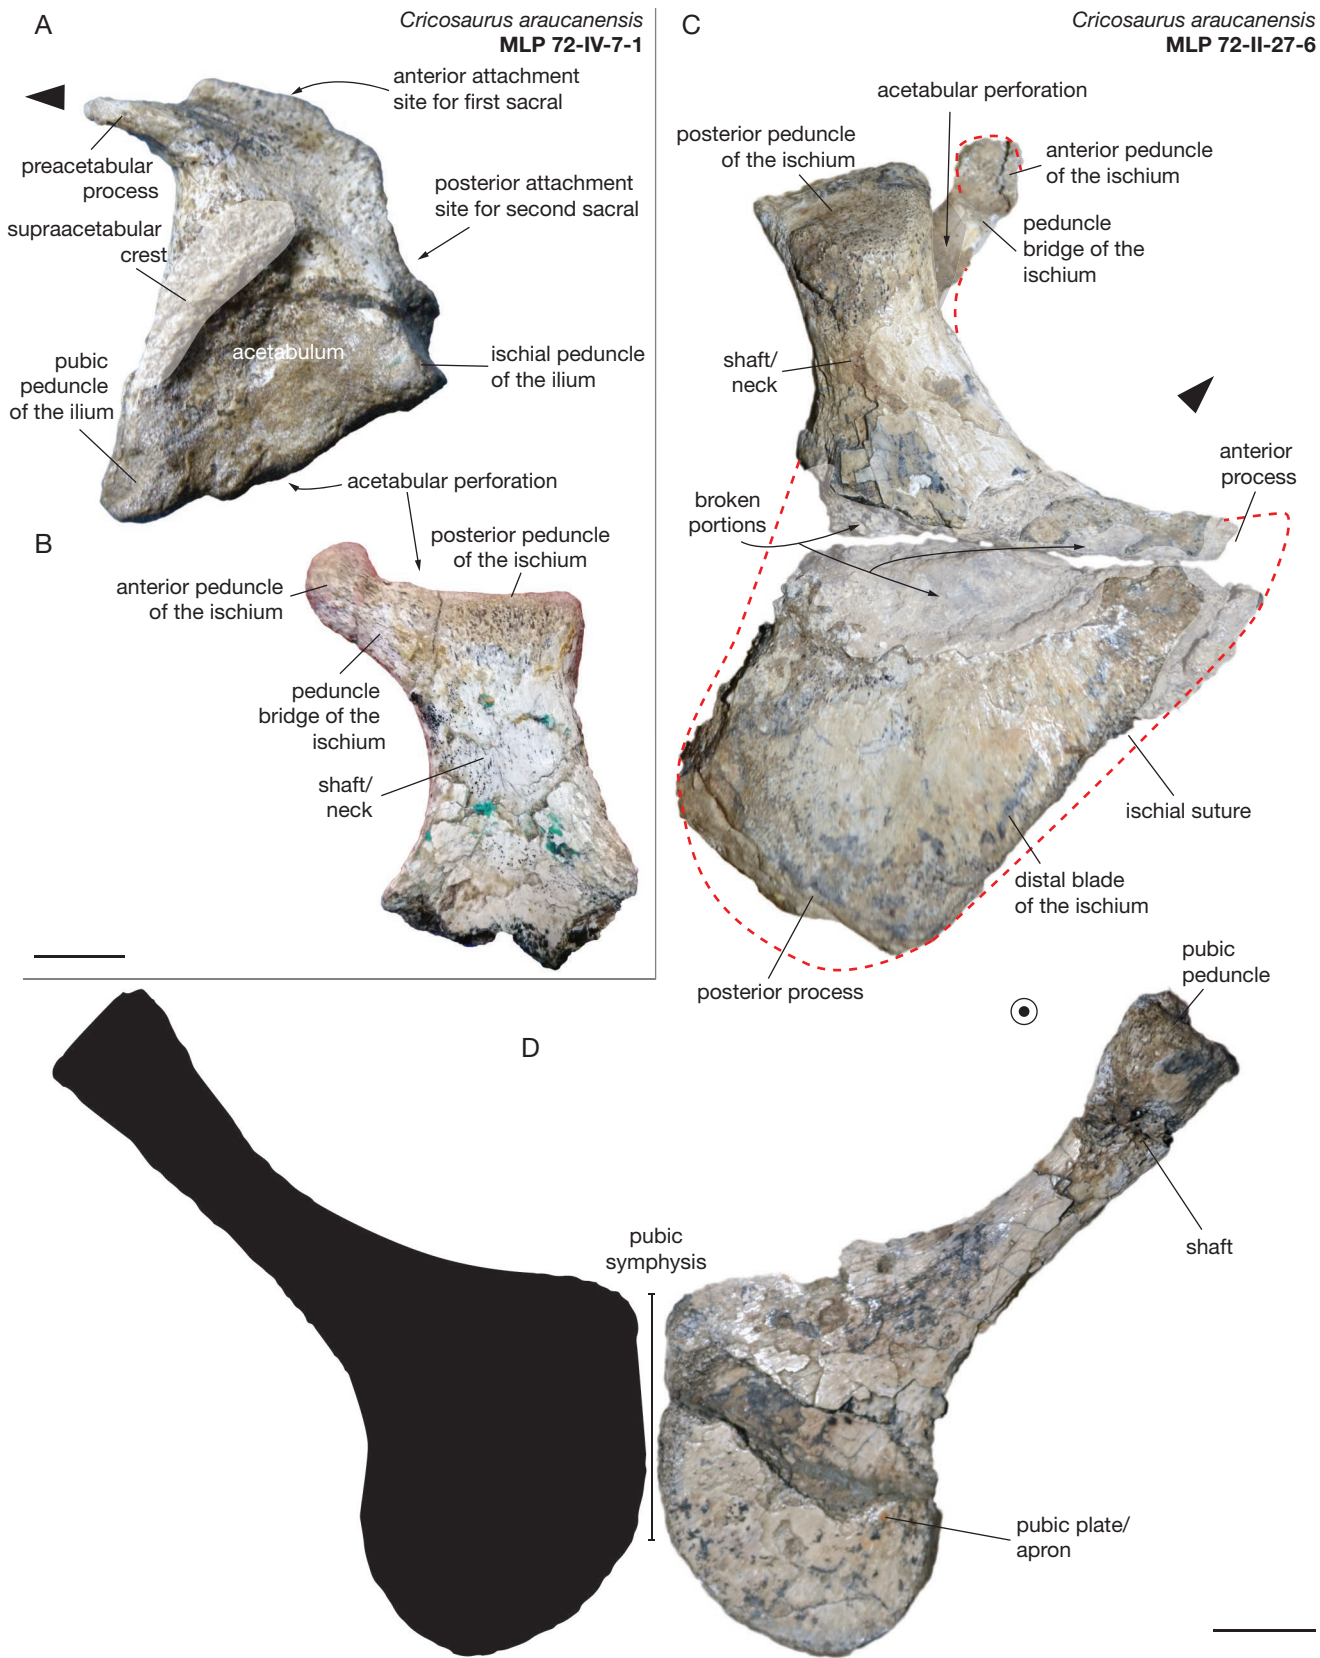 A
Cricosaurus araucanensis
MLP 72-IV-7-1
anterior attachment
site for first sacral
preacetabular
process
posterior attachment
site for second sacral
supraacetabular
crest
acetabulum
pubic
peduncle
of the ilium
ischial peduncle
of the ilium
acetabular perforation
B
posterior peduncle
of the ischium
anterior peduncle
of the ischium
peduncle
bridge of the
ischium
shaft/
neck
C
Cricosaurus araucanensis
MLP 72-II-27-6
acetabular perforation
posterior peduncle
of the ischium
anterior peduncle
of the ischium
peduncle
bridge of the
ischium
shaft/
neck
anterior
process
broken
portions
ischial suture
distal blade
of the ischium
posterior process
D
pubic
peduncle
shaft
pubic
symphysis
pubic plate/
apron